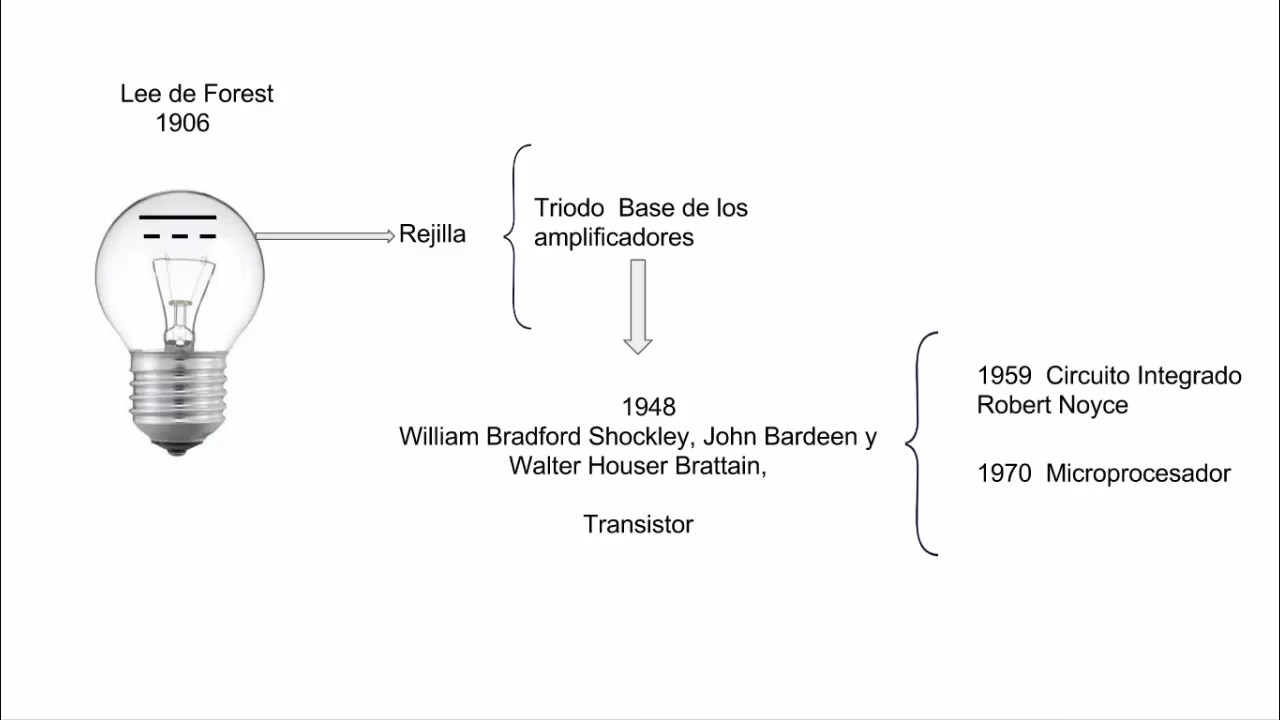 Lee de Forest
1906
Rejilla
Triodo Base de los
amplificadores
1948
William Bradford Shockley, John Bardeen y
Walter Houser Brattain,
Transistor
1959 Circuito Integrado
Robert Noyce
1970 Microprocesador